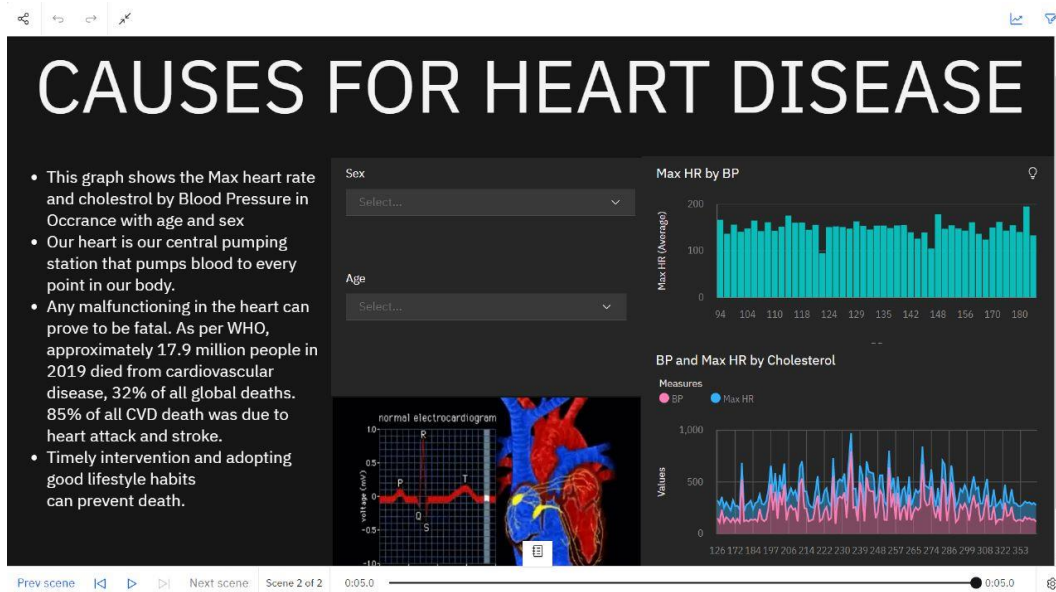 CAUSES FOR HEART DISEASE
• This graph shows the Max heart rate
and cholestrol by Blood Pressure in
Occrance with age and sex
• Our heart is our central pumping
station that pumps blood to every
point in our body.
• Any malfunctioning in the heart can
prove to be fatal. As per WHO,
approximately 17.9 million people in
2019 died from cardiovascular
disease, 32% of all global deaths.
85% of all CVD death was due to
heart attack and stroke.
• Timely intervention and adopting
good lifestyle habits
can prevent death.
Sex
Select...
Age
Select...
normal electrocardiogram
voltage (mV)
1.0
0.5
0
-0.5
-1.0
R
P
T
Q
S
Max HR by BP
Max HR (Average)
200
100
0
94 104 110 118 124 129 135 142 148 156 170 180
BP and Max HR by Cholesterol
Measures
BP Max HR
Values
1,000
500
0
126 172 184 197 206 214 222 230 239 248 257 265 274 286 299 308 322 353
Prev scene Next scene Scene 2 of 2 0:05.0 0:05.0